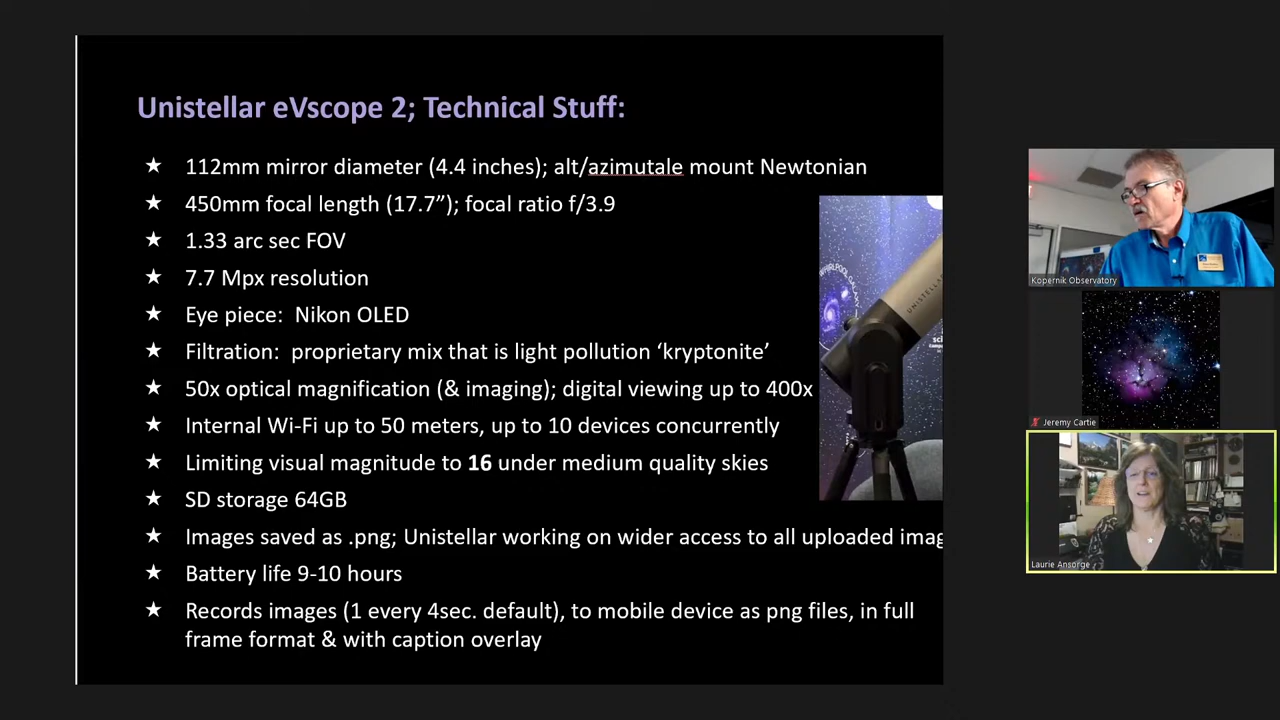 Unistellar eVscope 2; Technical Stuff:
★ 112mm mirror diameter (4.4 inches); alt/azimutale mount Newtonian
★ 450mm focal length (17.7”); focal ratio f/3.9
★ 1.33 arc sec FOV
★ 7.7 Mpx resolution
★ Eye piece:  Nikon OLED
★ Filtration:  proprietary mix that is light pollution ‘kryptonite’
★ 50x optical magnification (& imaging); digital viewing up to 400x
★ Internal Wi-Fi up to 50 meters, up to 10 devices concurrently
★ Limiting visual magnitude to 16 under medium quality skies
★ SD storage 64GB
★ Images saved as .png; Unistellar working on wider access to all uploaded imag
★ Battery life 9-10 hours
★ Records images (1 every 4sec. default), to mobile device as png files, in full
frame format & with caption overlay
WHIRLPOOL GALAXY
UNISTELLAR
Kopernik Observatory
Jeremy Cartie
Laurie Ansorge